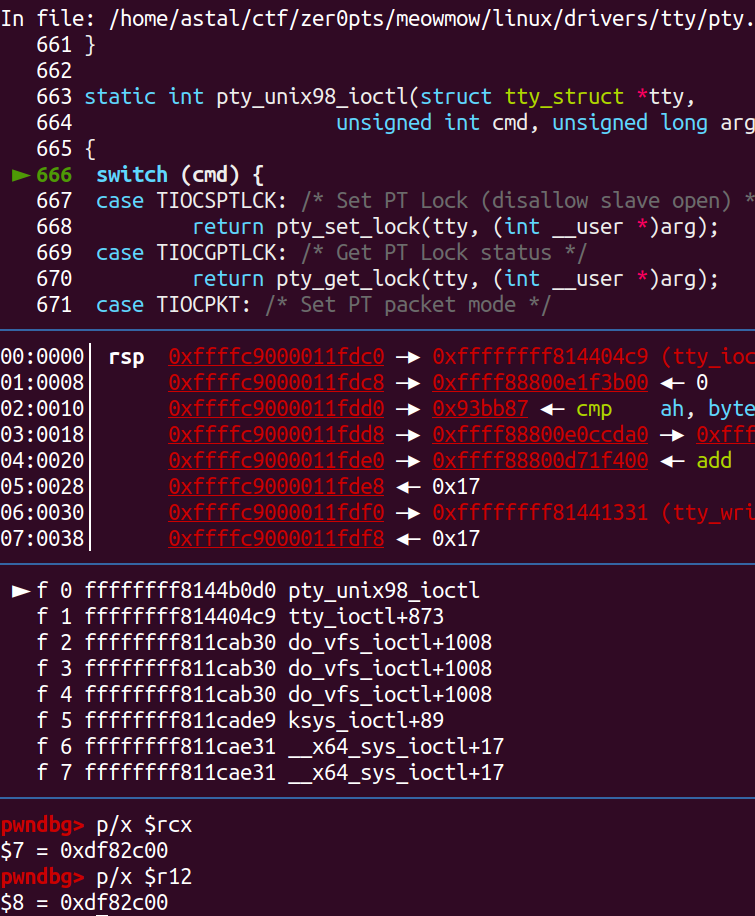 In file: /home/astal/ctf/zer0pts/meowmow/linux/drivers/tty/pty.
661 }
662
663 static int pty_unix98_ioctl(struct tty_struct *tty,
664 unsigned int cmd, unsigned long arg
665 {
► 666 switch (cmd) {
667 case TIOCSPTLCK: /* Set PT Lock (disallow slave open) *
668 return pty_set_lock(tty, (int __user *)arg);
669 case TIOCGPTLCK: /* Get PT Lock status */
670 return pty_get_lock(tty, (int __user *)arg);
671 case TIOCPKT: /* Set PT packet mode */
00:0000│ rsp 0xffffc9000011fdc0 —▸ 0xffffffff814404c9 (tty_ioc
01:0008│ 0xffffc9000011fdc8 —▸ 0xffff88800e1f3b00 ◂— 0
02:0010│ 0xffffc9000011fdd0 —▸ 0x93bb87 ◂— cmp ah, byte
03:0018│ 0xffffc9000011fdd8 —▸ 0xffff88800e0ccda0 —▸ 0xfff
04:0020│ 0xffffc9000011fde0 —▸ 0xffff88800d71f400 ◂— add
05:0028│ 0xffffc9000011fde8 ◂— 0x17
06:0030│ 0xffffc9000011fdf0 —▸ 0xffffffff81441331 (tty_wri
07:0038│ 0xffffc9000011fdf8 ◂— 0x17
► f 0 ffffffff8144b0d0 pty_unix98_ioctl
f 1 ffffffff814404c9 tty_ioctl+873
f 2 ffffffff811cab30 do_vfs_ioctl+1008
f 3 ffffffff811cab30 do_vfs_ioctl+1008
f 4 ffffffff811cab30 do_vfs_ioctl+1008
f 5 ffffffff811cade9 ksys_ioctl+89
f 6 ffffffff811cae31 __x64_sys_ioctl+17
f 7 ffffffff811cae31 __x64_sys_ioctl+17
pwndbg> p/x $rcx
$7 = 0xdf82c00
pwndbg> p/x $r12
$8 = 0xdf82c00